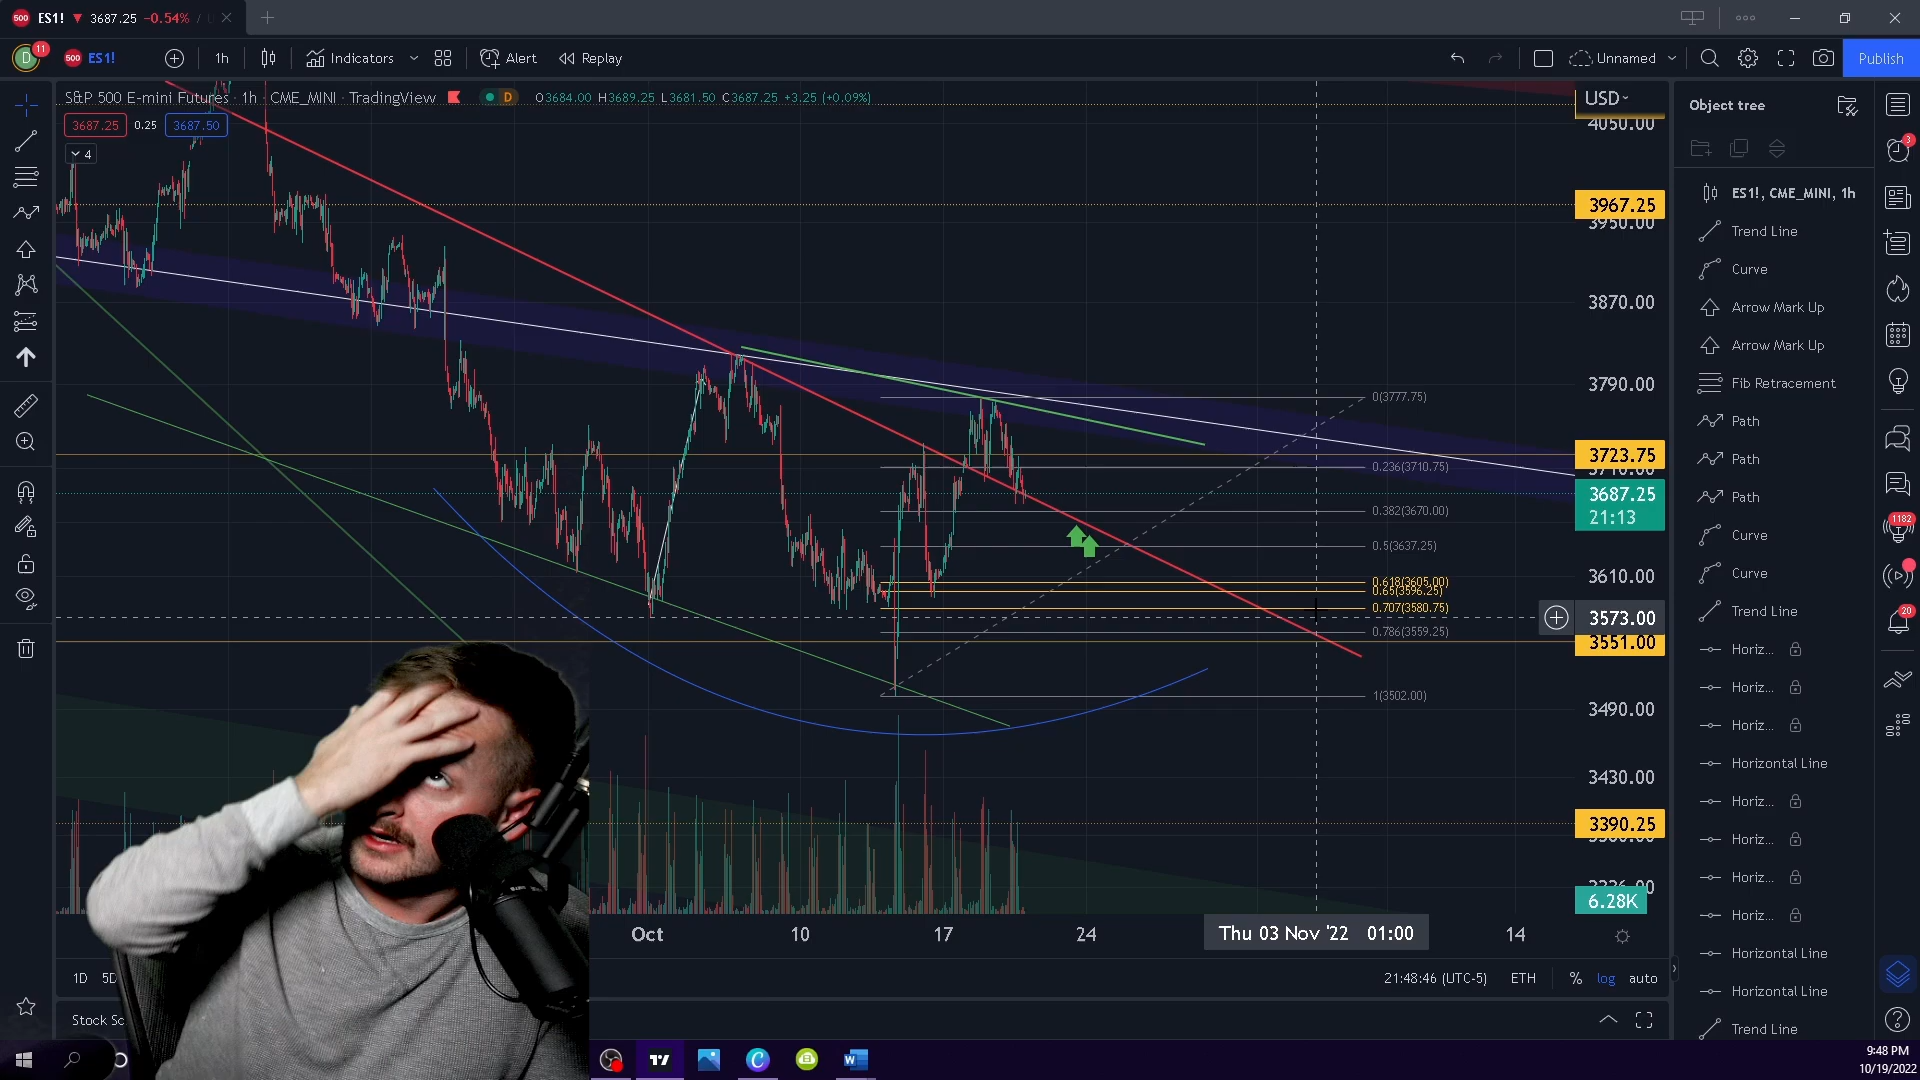 500 ES1! ▼ 3687.25 −0.54% /
D 11 500 ES1! 1h Indicators Alert Replay Unnamed Publish
S&P 500 E-mini Futures · 1h · CME_MINI · TradingView D O3684.00 H3689.25 L3681.50 C3687.25 +3.25 (+0.09%)
3687.25 0.25 3687.50
4
USD
4050.00
3967.25
3950.00
3870.00
3790.00
3723.75
3687.25
21:13
3610.00
3573.00
3551.00
3490.00
3430.00
3390.25
6.28K
0(3777.75)
0.236(3710.75)
0.382(3670.00)
0.5(3637.25)
0.618(3605.00)
0.65(3596.25)
0.707(3580.75)
0.786(3559.25)
1(3502.00)
Oct 10 17 24 Thu 03 Nov '22 01:00 14
1D 5D 21:48:46 (UTC-5) ETH % log auto
Stock Sc
Object tree
ES1!, CME_MINI, 1h
Trend Line
Curve
Arrow Mark Up
Arrow Mark Up
Fib Retracement
Path
Path
Path
Curve
Curve
Trend Line
Horiz...
Horiz...
Horiz...
Horizontal Line
Horiz...
Horiz...
Horiz...
Horiz...
Horizontal Line
Horizontal Line
Trend Line
3
1182
20
9:48 PM
10/19/2022